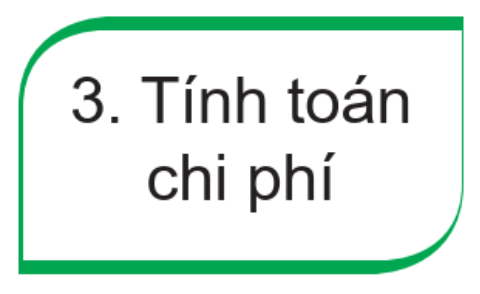 3. Tính toán
chi phí